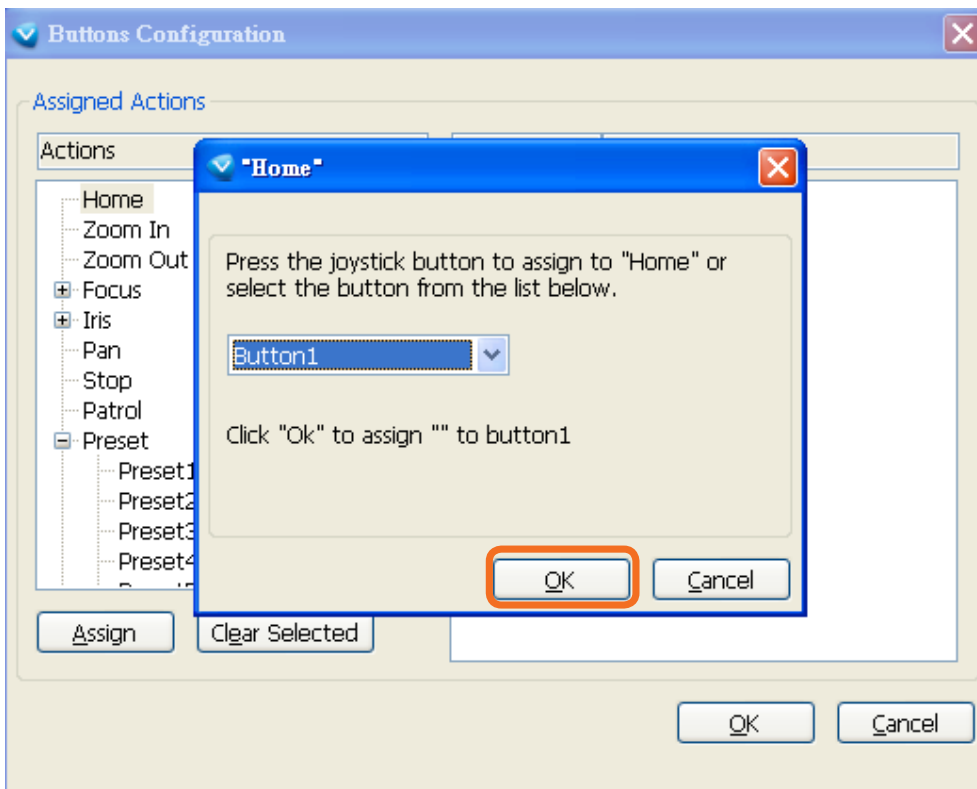 Buttons Configuration
Assigned Actions
Actions
Home
Zoom In
Zoom Out
Focus
Iris
Pan
Stop
Patrol
Preset
Preset1
Preset2
Preset3
Preset4
"Home"
Press the joystick button to assign to "Home" or
select the button from the list below.
Button1
Click "Ok" to assign "" to button1
OK
Cancel
Assign
Clear Selected
OK
Cancel